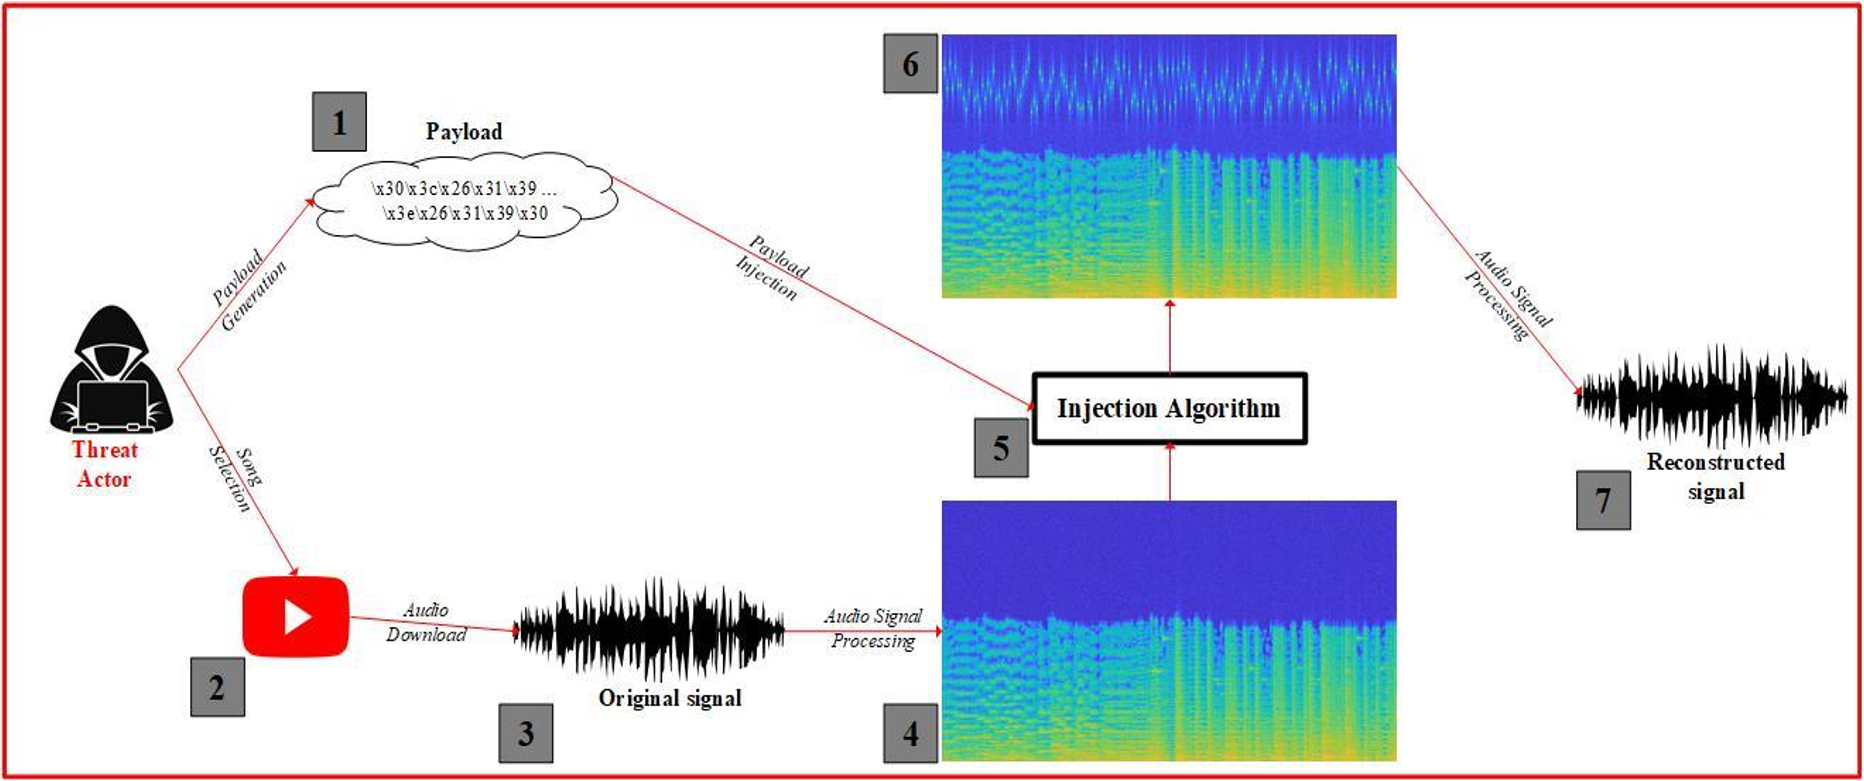 1
Payload
\x30\x3c\x26\x31\x39 ...
\x3e\x26\x31\x39\x30
Payload
Generation
Payload
Injection
6
Audio Signal
Processing
Threat
Actor
Song
Selection
Injection Algorithm
5
Reconstructed
signal
7
2
Audio
Download
Original signal
3
Audio Signal
Processing
4